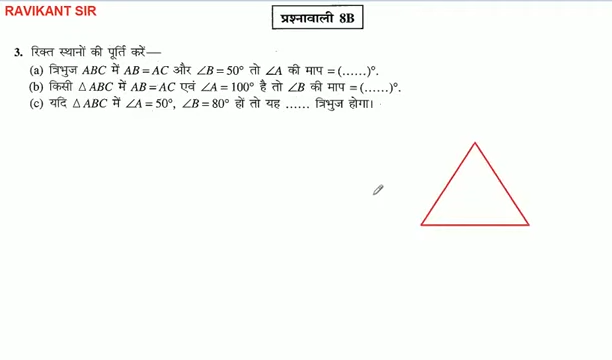 RAVIKANT SIR
प्रश्नावाली 8B
3. रिक्त स्थानों की पूर्ति करें—
(a) त्रिभुज ABC में AB = AC और ∠B = 50° तो ∠A की माप = (......)°.
(b) किसी △ ABC में AB = AC एवं ∠A = 100° है तो ∠B की माप = (......)°.
(c) यदि △ ABC में ∠A = 50°, ∠B = 80° हों तो यह ...... त्रिभुज होगा।